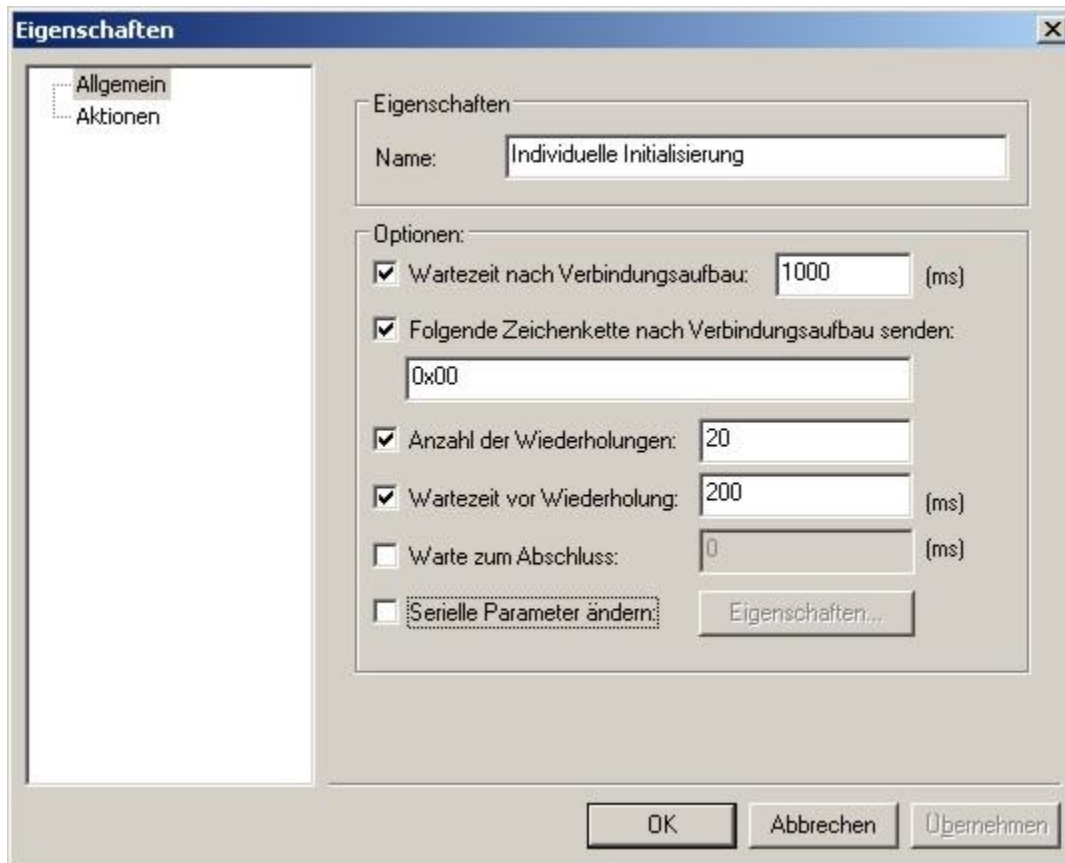 Eigenschaften
Allgemein
Aktionen
Eigenschaften
Name: Individuelle Initialisierung
Optionen:
Wartezeit nach Verbindungsaufbau: 1000 (ms)
Folgende Zeichenkette nach Verbindungsaufbau senden:
0x00
Anzahl der Wiederholungen: 20
Wartezeit vor Wiederholung: 200 (ms)
Warte zum Abschluss: 0 (ms)
Serielle Parameter ändern: Eigenschaften...
OK Abbrechen Übernehmen